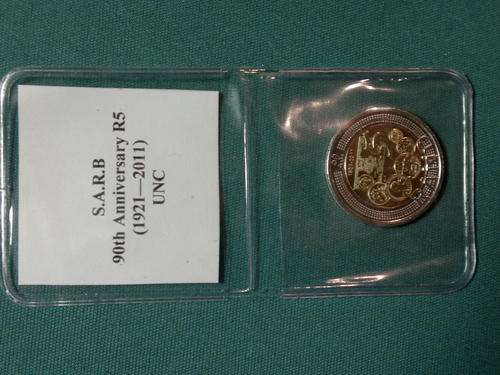 S.A.R.B
90th Anniversary R5
(1921—2011)
UNC